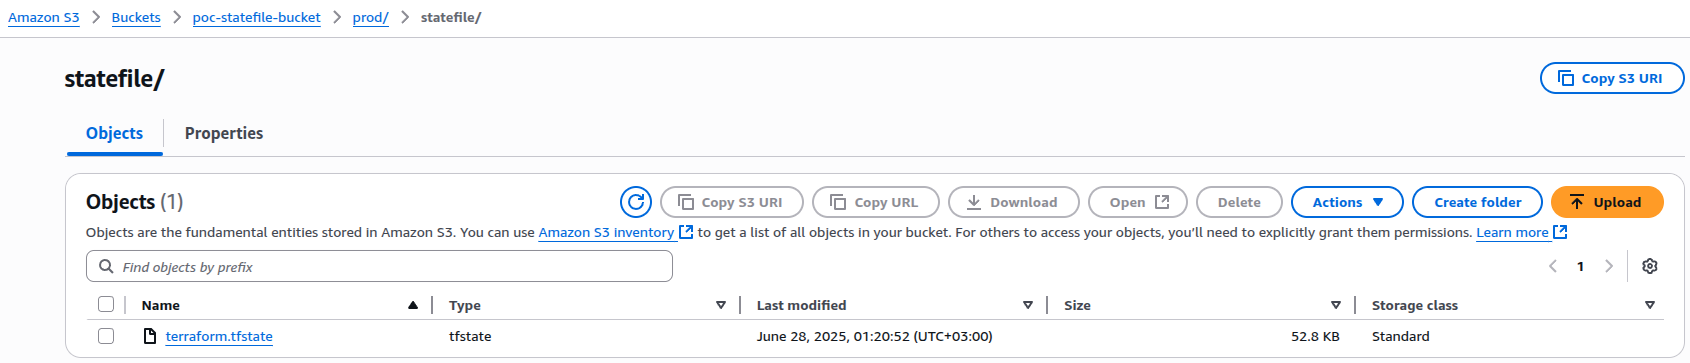 Amazon S3 > Buckets > poc-statefile-bucket > prod/ > statefile/
statefile/
Copy S3 URI
Objects
Properties
Objects (1)
Copy S3 URI
Copy URL
Download
Open
Delete
Actions
Create folder
Upload
Objects are the fundamental entities stored in Amazon S3. You can use Amazon S3 inventory to get a list of all objects in your bucket. For others to access your objects, you'll need to explicitly grant them permissions. Learn more
Find objects by prefix
1
Name Type Last modified Size Storage class
terraform.tfstate tfstate June 28, 2025, 01:20:52 (UTC+03:00) 52.8 KB Standard